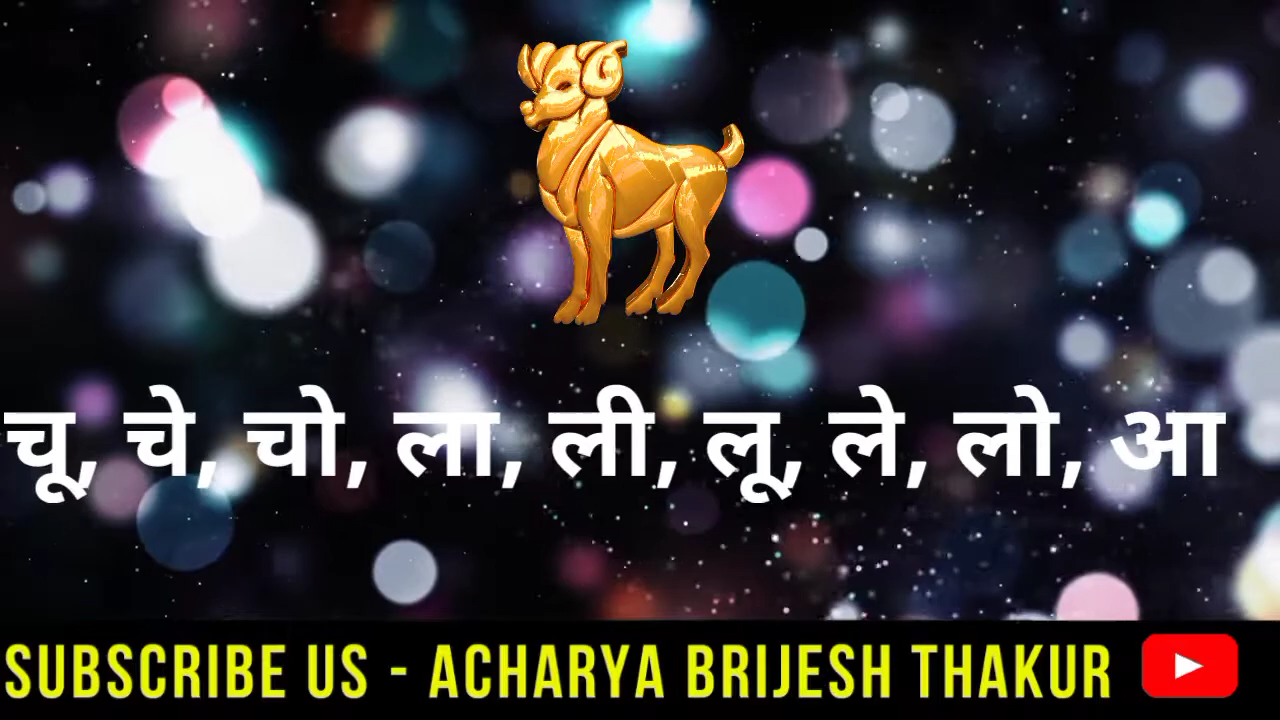 चू, चे, चो, ला, ली, लू, ले, लो, आ
SUBSCRIBE US - ACHARYA BRIJESH THAKUR